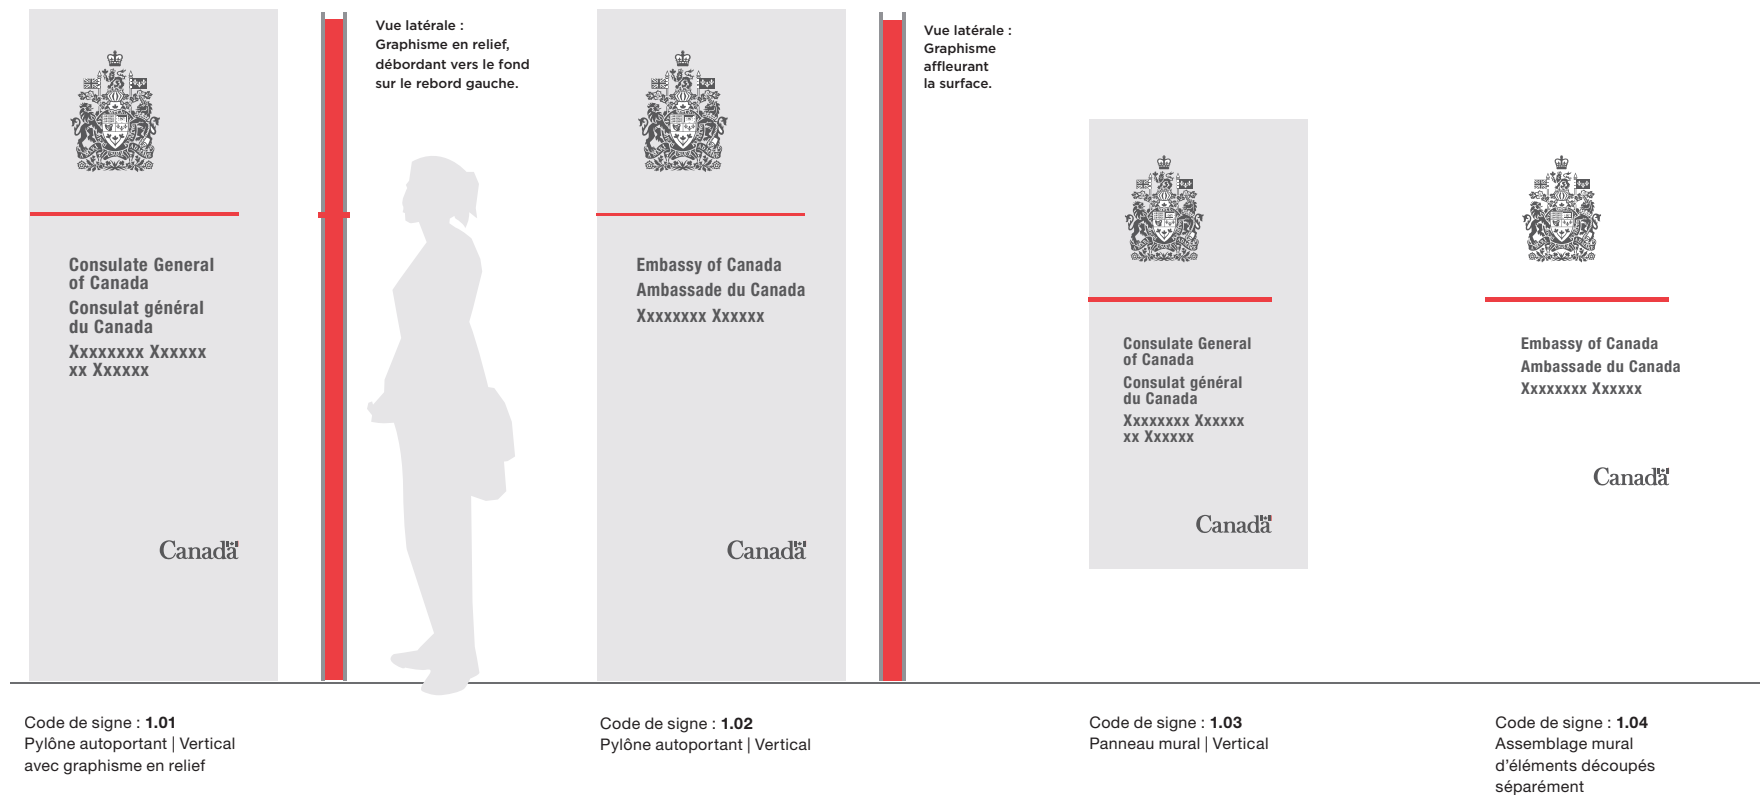 Vue latérale :
Graphisme en relief,
débordant vers le fond
sur le rebord gauche.
Vue latérale :
Graphisme
affleurant
la surface.
Consulate General
of Canada
Consulat général
du Canada
Xxxxxxxx Xxxxxx
xx Xxxxxx
Canada
Embassy of Canada
Ambassade du Canada
Xxxxxxxx Xxxxxx
Canada
Consulate General
of Canada
Consulat général
du Canada
Xxxxxxxx Xxxxxx
xx Xxxxxx
Canada
Embassy of Canada
Ambassade du Canada
Xxxxxxxx Xxxxxx
Canada
Code de signe : 1.01
Pylône autoportant | Vertical
avec graphisme en relief
Code de signe : 1.02
Pylône autoportant | Vertical
Code de signe : 1.03
Panneau mural | Vertical
Code de signe : 1.04
Assemblage mural
d'éléments découpés
séparément